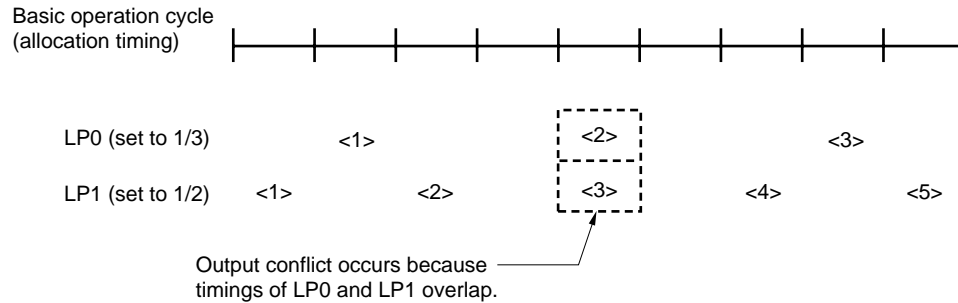 Basic operation cycle
(allocation timing)
LP0 (set to 1/3) <1> <2> <3>
LP1 (set to 1/2) <1> <2> <3> <4> <5>
Output conflict occurs because
timings of LP0 and LP1 overlap.